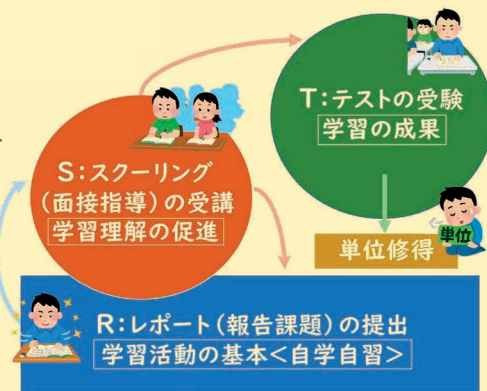 T:テストの受験
学習の成果
S:スクーリング
(面接指導)の受講
学習理解の促進
単位
単位修得
R:レポート(報告課題)の提出
学習活動の基本<自学自習>